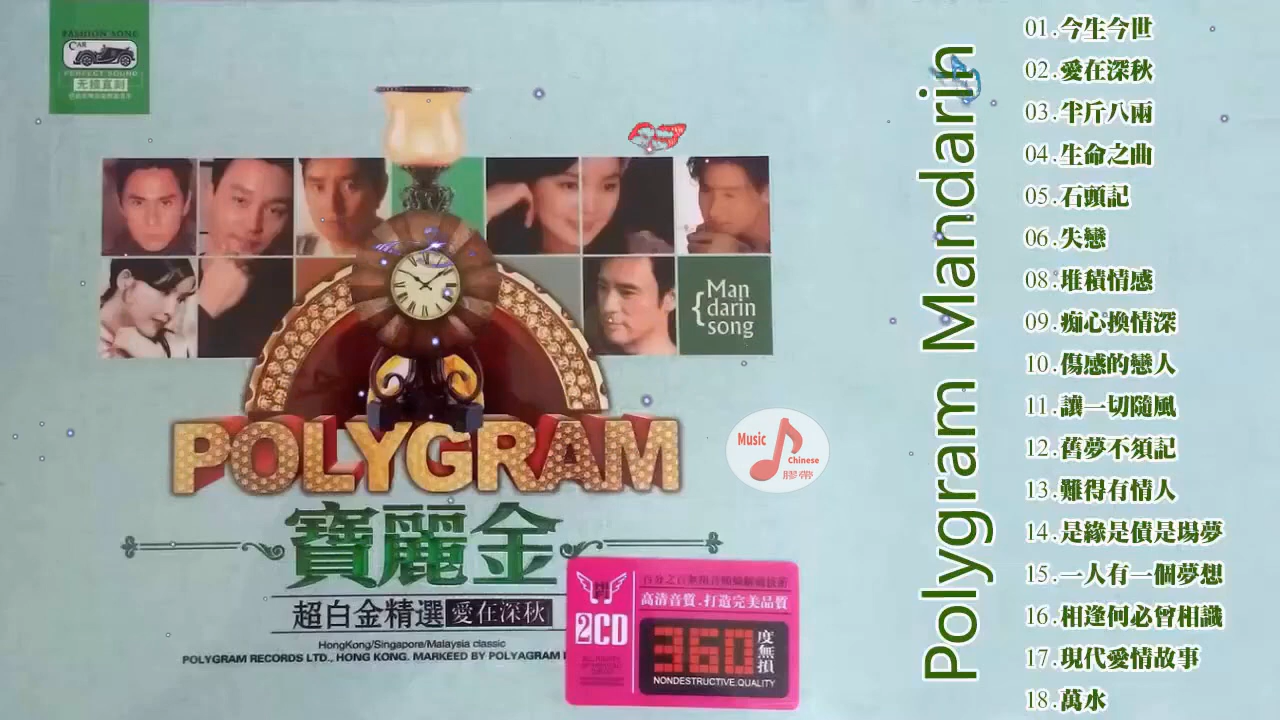 FASHION SONG
CAR
PERFECT SOUND
无损直刻
Man
darin
song
POLYGRAM
寶麗金
超白金精選 愛在深秋
HongKong/Singapore/Malaysia classic
POLYGRAM RECORDS LTD., HONG KONG. MARKEED BY POLYAGRAM
高清音質.打造完美品質
2CD
360度無損
NONDESTRUCTIVE.QUALITY
Music
Chinese
膠帶
Polygram Mandarin
01.今生今世
02.愛在深秋
03.半斤八兩
04.生命之曲
05.石頭記
06.失戀
08.堆積情感
09.痴心換情深
10.傷感的戀人
11.讓一切隨風
12.舊夢不須記
13.難得有情人
14.是緣是債是場夢
15.一人有一個夢想
16.相逢何必曾相識
17.現代愛情故事
18.萬水